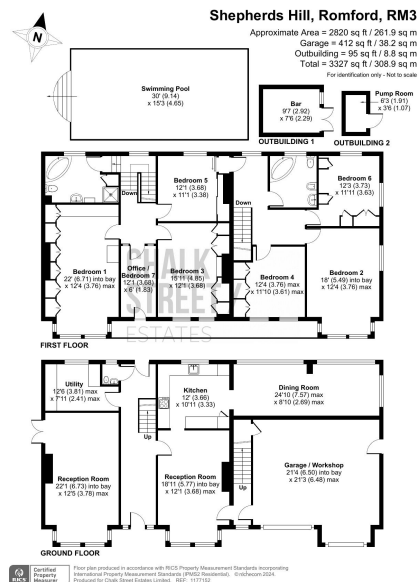 Shepherds Hill, Romford, RM3
Approximate Area = 2820 sq ft / 261.9 sq m
Garage = 412 sq ft / 38.2 sq m
Outbuilding = 95 sq ft / 8.8 sq m
Total = 3327 sq ft / 308.9 sq m
For identification only - Not to scale
N
Swimming Pool
30' (9.14)
x 15'3 (4.65)
Bar
9'7 (2.92)
x 7'6 (2.29)
OUTBUILDING 1
Pump Room
6'3 (1.91)
x 3'6 (1.07)
OUTBUILDING 2
Down
Bedroom 5
12'1 (3.68)
x 11'1 (3.38)
Down
Bedroom 6
12'3 (3.73)
x 11'11 (3.63)
Bedroom 1
22' (6.71) into bay
x 12'4 (3.76) max
Office /
Bedroom 7
12'1 (3.68)
x 6' (1.83)
Bedroom 3
15'11 (4.85)
x 12'1 (3.68)
Bedroom 4
12'4 (3.76) max
x 11'10 (3.61) max
Bedroom 2
18' (5.49) into bay
x 12'4 (3.76) max
CHALK
STREET
ESTATES
FIRST FLOOR
Utility
12'6 (3.81) max
x 7'11 (2.41) max
Kitchen
12' (3.66)
x 10'11 (3.33)
Dining Room
24'10 (7.57) max
x 8'10 (2.69) max
Up
Reception Room
22'1 (6.73) into bay
x 12'5 (3.78) max
Reception Room
18'11 (5.77) into bay
x 12'1 (3.68) max
Up
Garage / Workshop
21'4 (6.50) into bay
x 21'3 (6.48) max
GROUND FLOOR
RICS
Certified
Property
Measurer
Floor plan produced in accordance with RICS Property Measurement Standards incorporating
International Property Measurement Standards (IPMS2 Residential). ©nichecom 2024.
Produced for Chalk Street Estates Limited. REF: 1177152